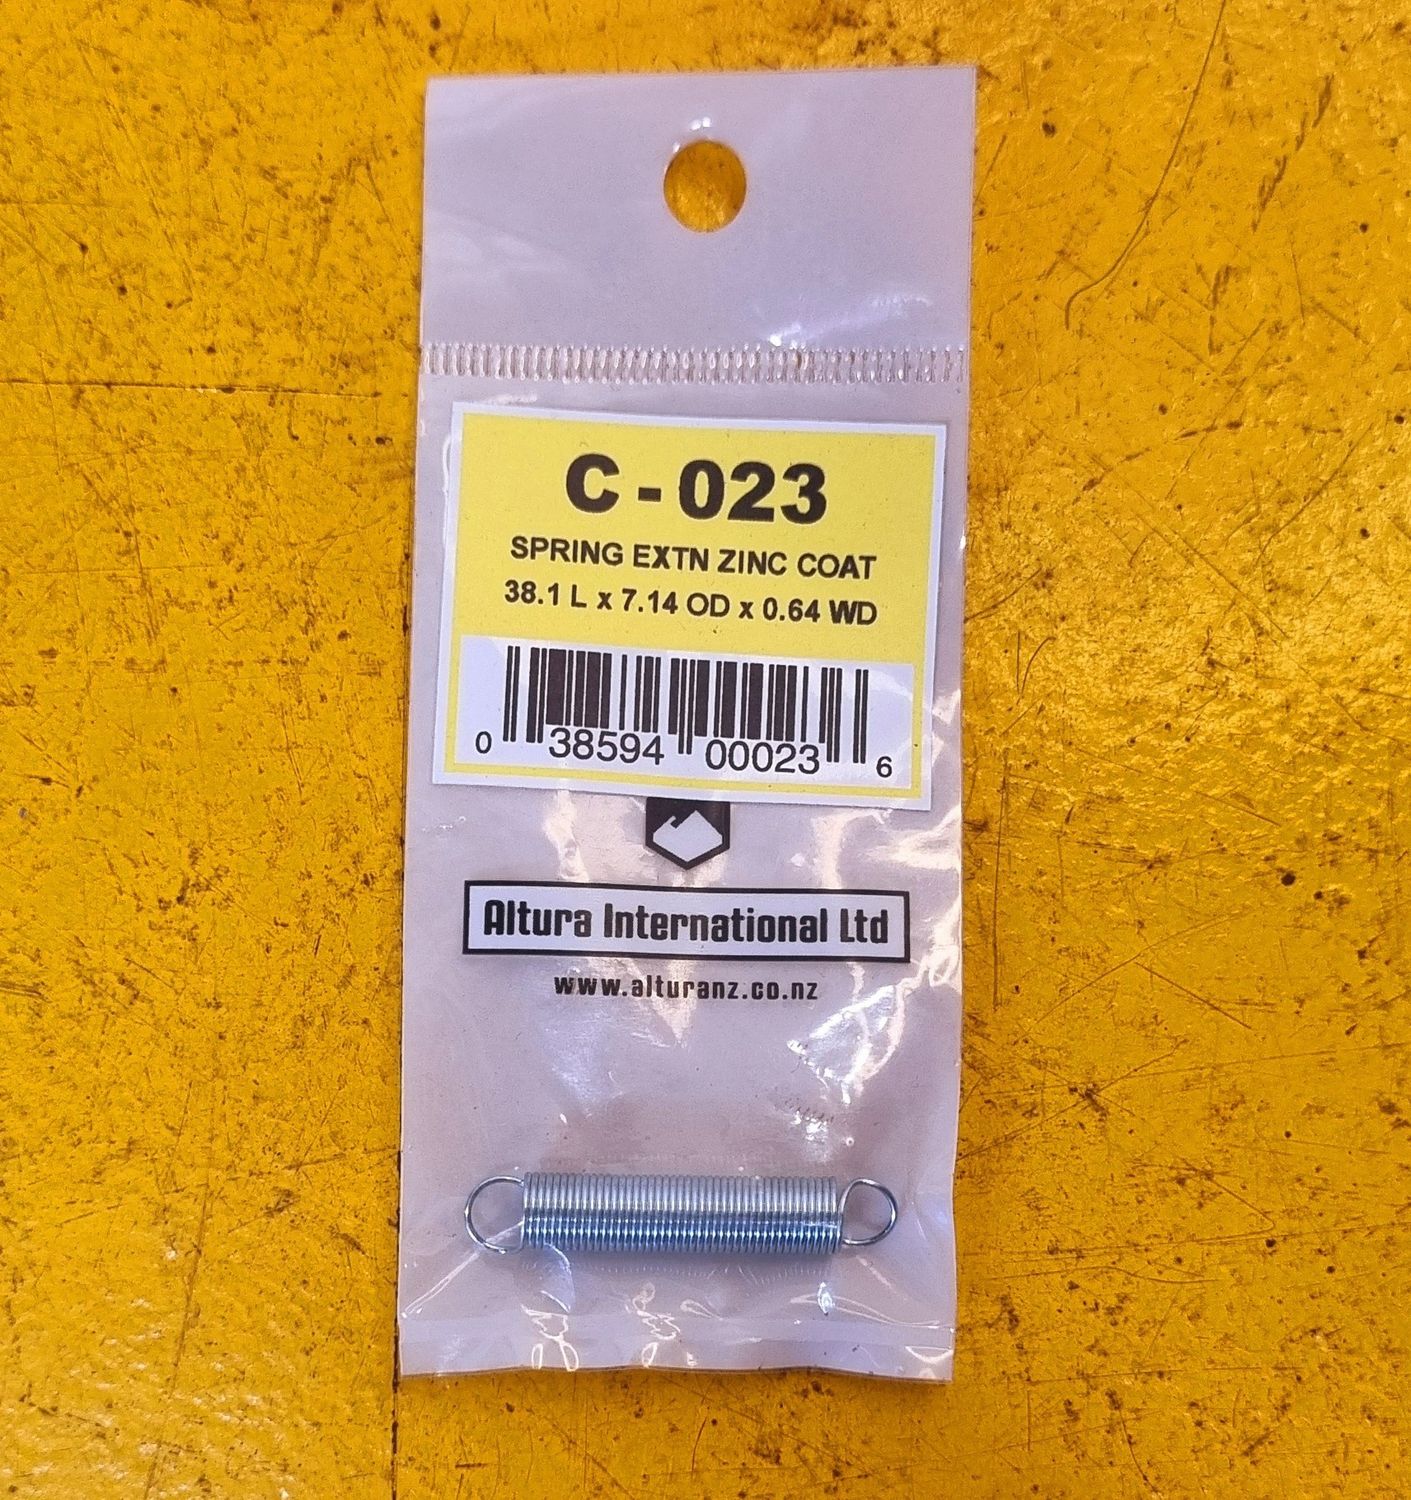 C - 023
SPRING EXTN ZINC COAT
38.1 L x 7.14 OD x 0.64 WD
0 38594 00023 6
Altura International Ltd
www.alturanz.co.nz